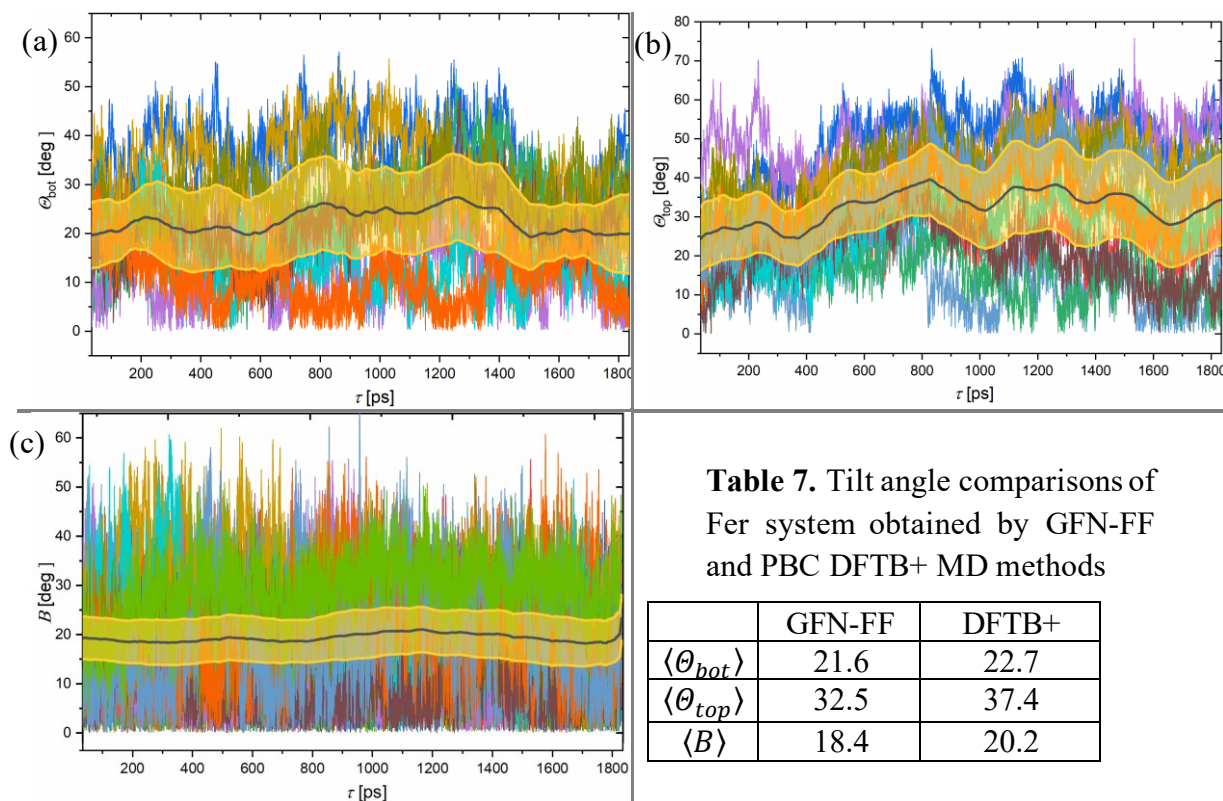 (a)
60
50
40
30
20
10
0
Θbot [deg]
200 400 600 800 1000 1200 1400 1600 1800
τ [ps]
(b)
80
70
60
50
40
30
20
10
0
Θtop [deg]
200 400 600 800 1000 1200 1400 1600 1800
τ [ps]
(c)
60
50
40
30
20
10
0
B [deg]
200 400 600 800 1000 1200 1400 1600 1800
τ [ps]
Table 7. Tilt angle comparisons of
Fer system obtained by GFN-FF
and PBC DFTB+ MD methods
GFN-FF DFTB+
⟨Θbot⟩ 21.6 22.7
⟨Θtop⟩ 32.5 37.4
⟨B⟩ 18.4 20.2